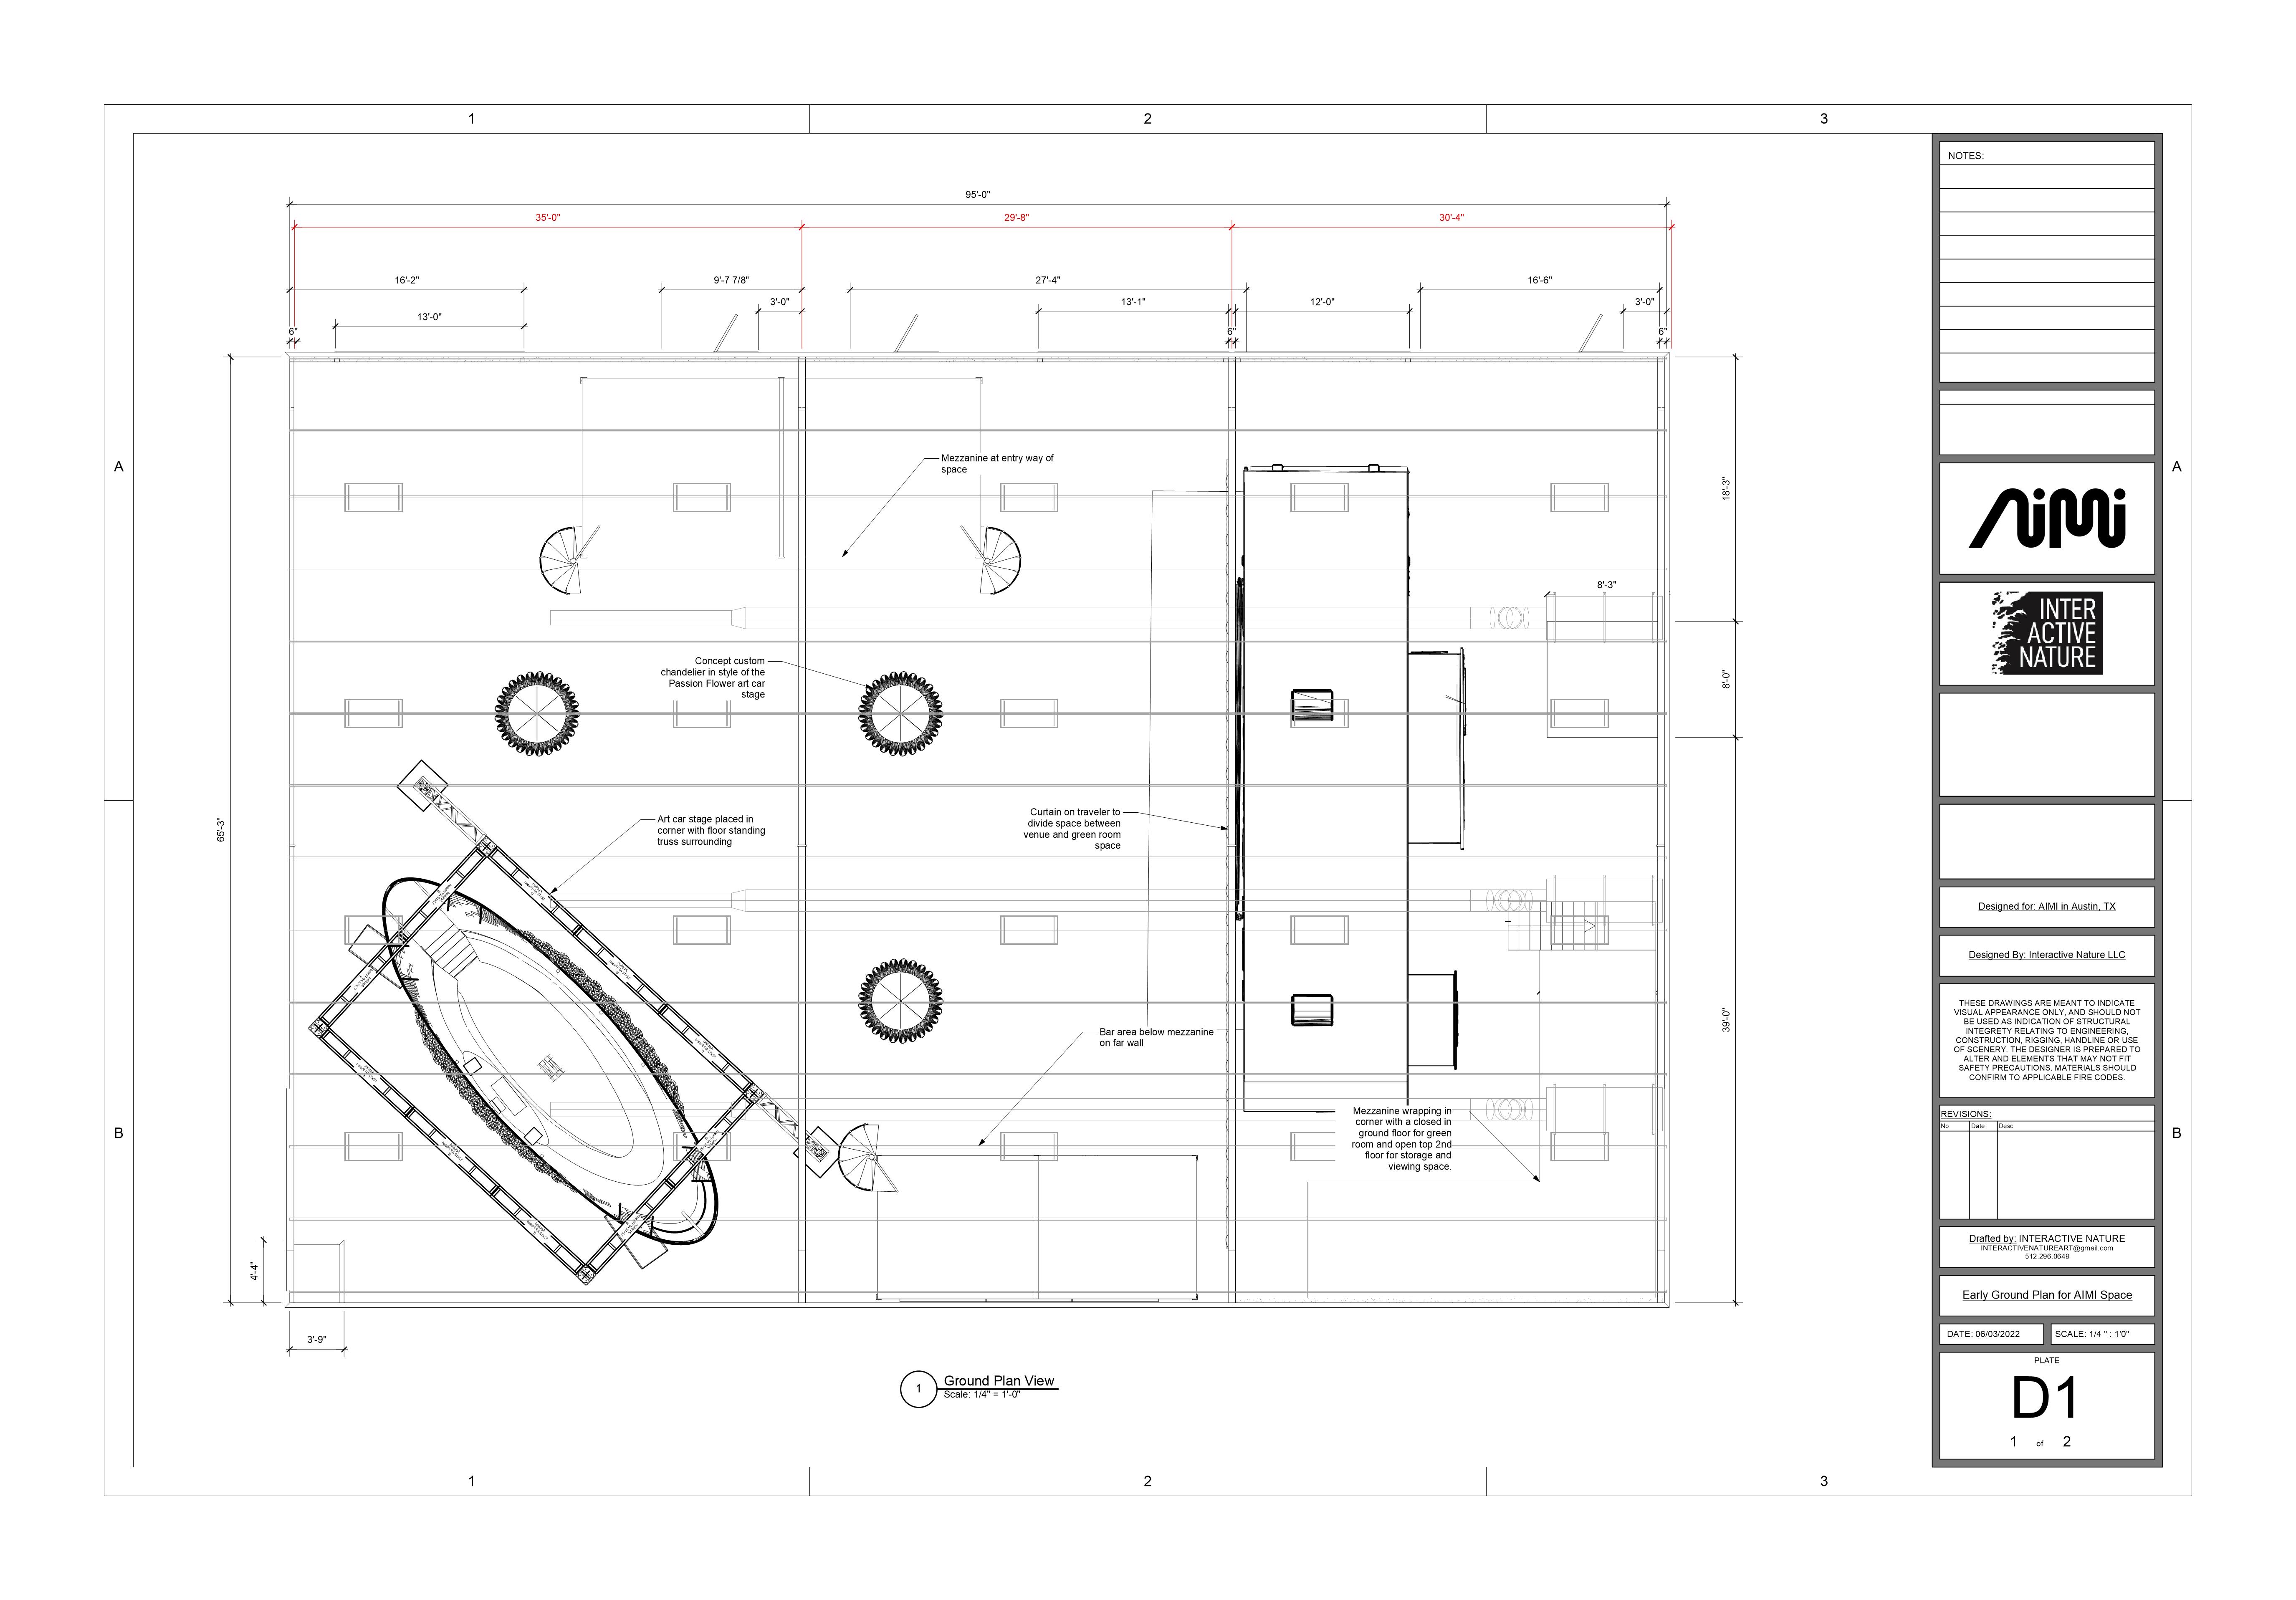 1
2
3
95'-0"
35'-0"
29'-8"
30'-4"
16'-2"
9'-7 7/8"
27'-4"
16'-6"
13'-0"
3'-0"
13'-1"
12'-0"
3'-0"
6"
6"
6"
A
A
Mezzanine at entry way of
space
18'-3"
8'-3"
Concept custom
chandelier in style of the
Passion Flower art car
stage
8'-0"
65'-3"
Art car stage placed in
corner with floor standing
truss surrounding
Curtain on traveler to
divide space between
venue and green room
space
39'-0"
Bar area below mezzanine
on far wall
B
B
Mezzanine wrapping in
corner with a closed in
ground floor for green
room and open top 2nd
floor for storage and
viewing space.
4'-4"
3'-9"
1
Ground Plan View
Scale: 1/4" = 1'-0"
1
2
3
NOTES:
AiMi
INTER
ACTIVE
NATURE
Designed for: AIMI in Austin, TX
Designed By: Interactive Nature LLC
THESE DRAWINGS ARE MEANT TO INDICATE
VISUAL APPEARANCE ONLY, AND SHOULD NOT
BE USED AS INDICATION OF STRUCTURAL
INTEGRETY RELATING TO ENGINEERING,
CONSTRUCTION, RIGGING, HANDLINE OR USE
OF SCENERY. THE DESIGNER IS PREPARED TO
ALTER AND ELEMENTS THAT MAY NOT FIT
SAFETY PRECAUTIONS. MATERIALS SHOULD
CONFIRM TO APPLICABLE FIRE CODES.
REVISIONS:
No Date Desc
Drafted by: INTERACTIVE NATURE
INTERACTIVENATUREART@gmail.com
512.296.0649
Early Ground Plan for AIMI Space
DATE: 06/03/2022
SCALE: 1/4 " : 1'0"
PLATE
D1
1 of 2